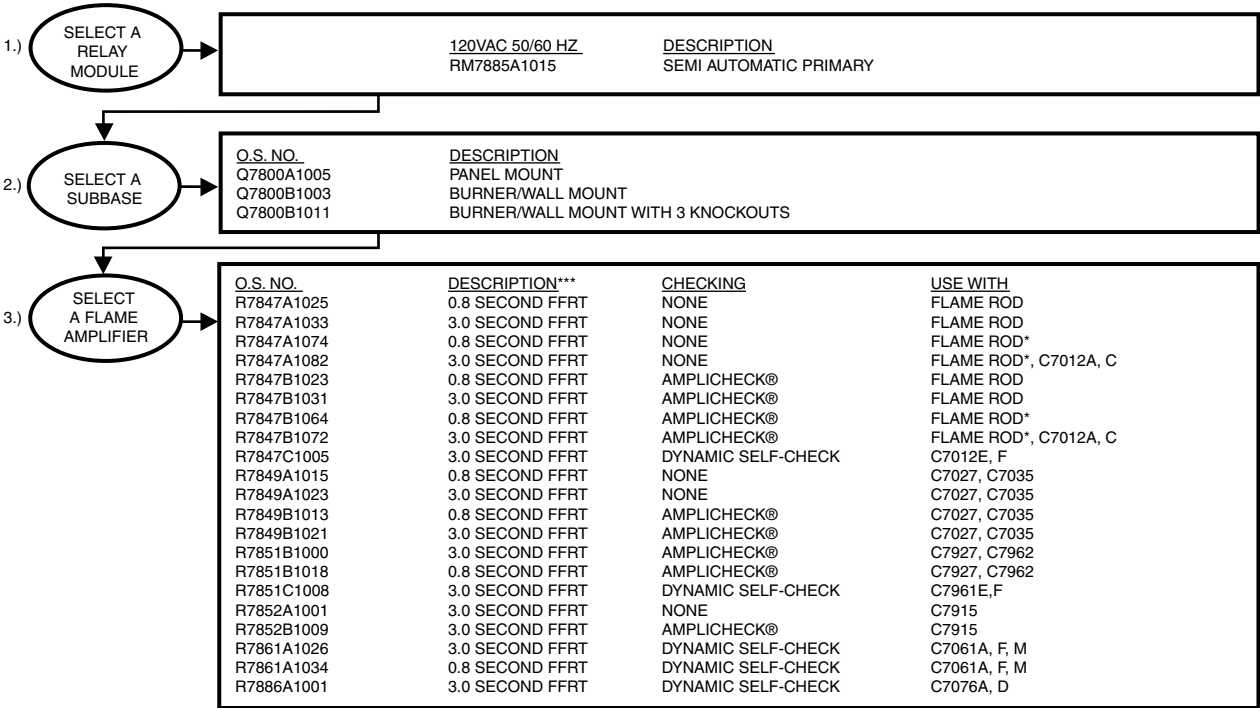 1.) SELECT A
RELAY
MODULE
120VAC 50/60 HZ DESCRIPTION
RM7885A1015 SEMI AUTOMATIC PRIMARY
2.) SELECT A
SUBBASE
O.S. NO. DESCRIPTION
Q7800A1005 PANEL MOUNT
Q7800B1003 BURNER/WALL MOUNT
Q7800B1011 BURNER/WALL MOUNT WITH 3 KNOCKOUTS
3.) SELECT
A FLAME
AMPLIFIER
O.S. NO. DESCRIPTION*** CHECKING USE WITH
R7847A1025 0.8 SECOND FFRT NONE FLAME ROD
R7847A1033 3.0 SECOND FFRT NONE FLAME ROD
R7847A1074 0.8 SECOND FFRT NONE FLAME ROD*
R7847A1082 3.0 SECOND FFRT NONE FLAME ROD*, C7012A, C
R7847B1023 0.8 SECOND FFRT AMPLICHECK® FLAME ROD
R7847B1031 3.0 SECOND FFRT AMPLICHECK® FLAME ROD
R7847B1064 0.8 SECOND FFRT AMPLICHECK® FLAME ROD*
R7847B1072 3.0 SECOND FFRT AMPLICHECK® FLAME ROD*, C7012A, C
R7847C1005 3.0 SECOND FFRT DYNAMIC SELF-CHECK C7012E, F
R7849A1015 0.8 SECOND FFRT NONE C7027, C7035
R7849A1023 3.0 SECOND FFRT NONE C7027, C7035
R7849B1013 0.8 SECOND FFRT AMPLICHECK® C7027, C7035
R7849B1021 3.0 SECOND FFRT AMPLICHECK® C7027, C7035
R7851B1000 3.0 SECOND FFRT AMPLICHECK® C7927, C7962
R7851B1018 0.8 SECOND FFRT AMPLICHECK® C7927, C7962
R7851C1008 3.0 SECOND FFRT DYNAMIC SELF-CHECK C7961E,F
R7852A1001 3.0 SECOND FFRT NONE C7915
R7852B1009 3.0 SECOND FFRT AMPLICHECK® C7915
R7861A1026 3.0 SECOND FFRT DYNAMIC SELF-CHECK C7061A, F, M
R7861A1034 0.8 SECOND FFRT DYNAMIC SELF-CHECK C7061A, F, M
R7886A1001 3.0 SECOND FFRT DYNAMIC SELF-CHECK C7076A, D